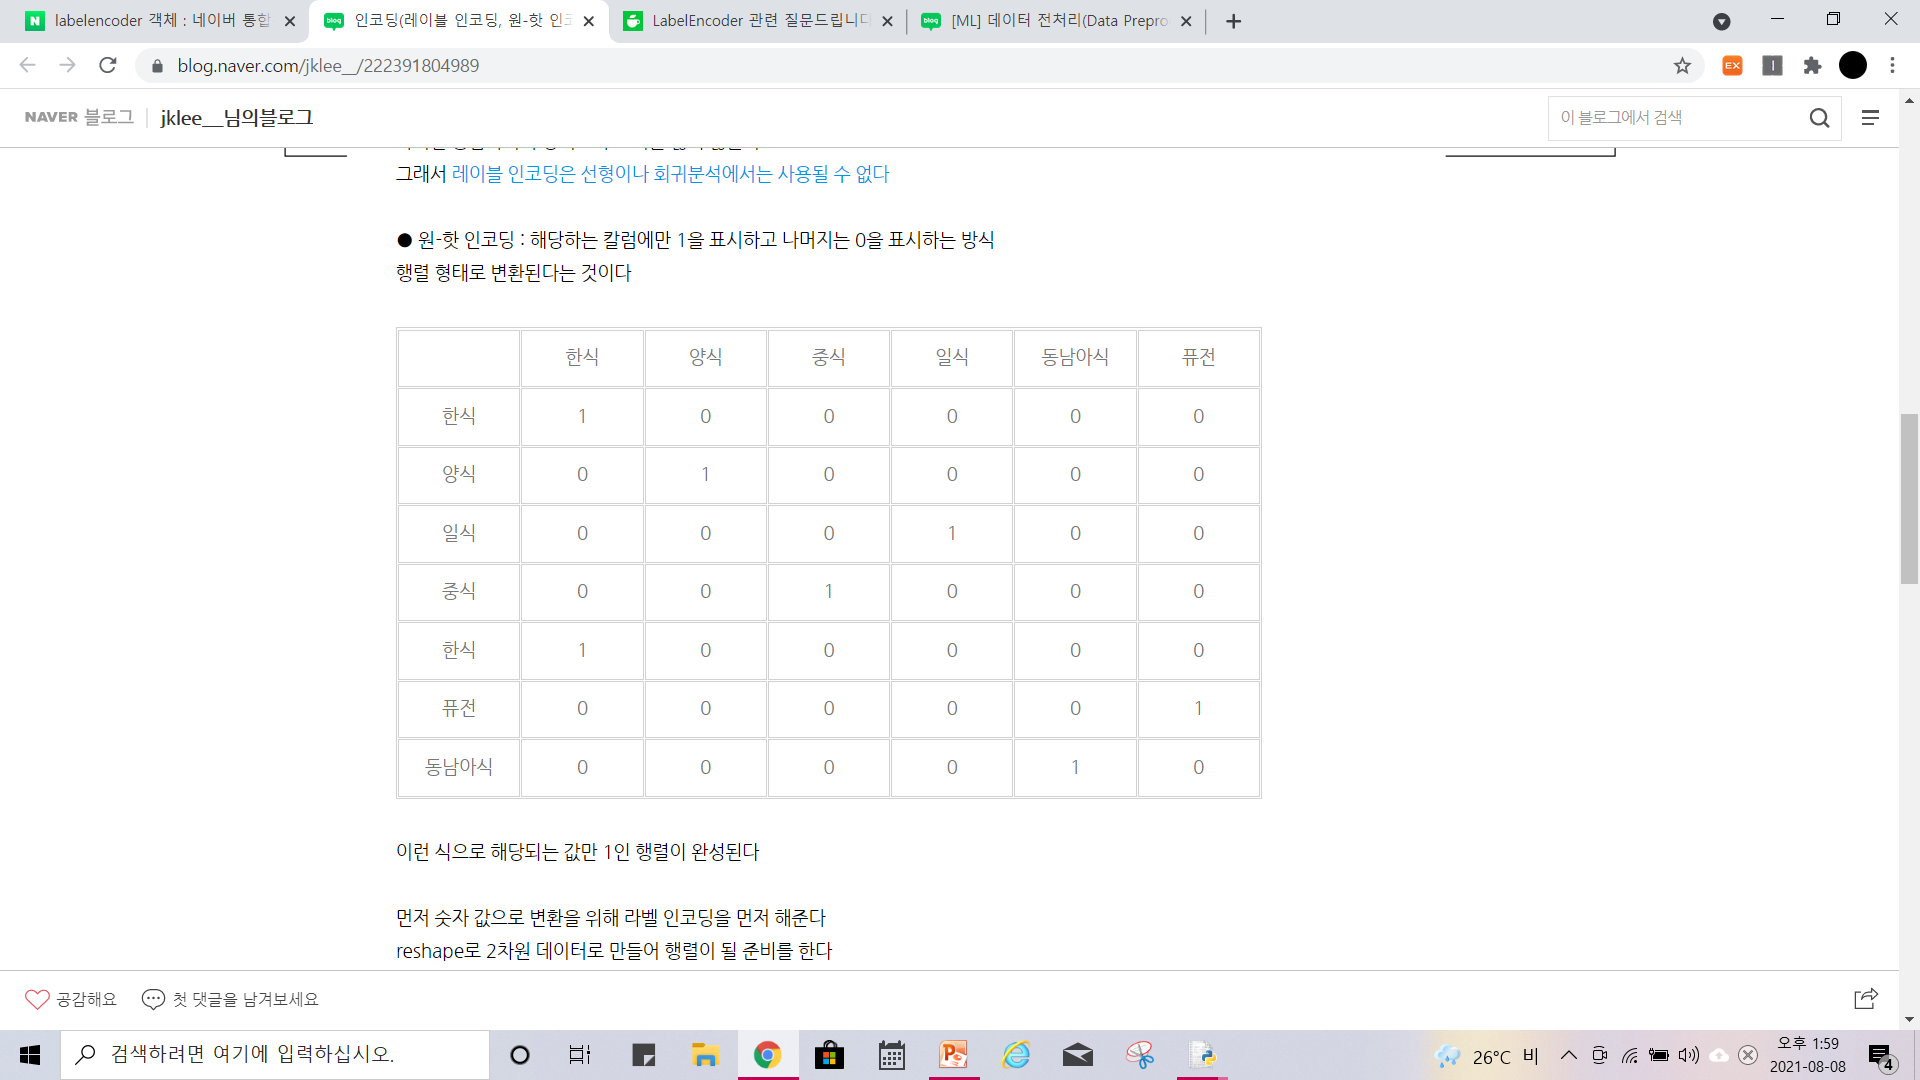 labelencoder 객체 : 네이버 통합
인코딩(레이블 인코딩, 원-핫 인코
LabelEncoder 관련 질문드립니다
[ML] 데이터 전처리(Data Prepro
blog.naver.com/jklee__/222391804989
EX
NAVER 블로그
jklee__님의블로그
이 블로그에서 검색
그래서 레이블 인코딩은 선형이나 회귀분석에서는 사용될 수 없다
● 원-핫 인코딩 : 해당하는 칼럼에만 1을 표시하고 나머지는 0을 표시하는 방식
행렬 형태로 변환된다는 것이다
한식 양식 중식 일식 동남아식 퓨전
한식 1 0 0 0 0 0
양식 0 1 0 0 0 0
일식 0 0 0 1 0 0
중식 0 0 1 0 0 0
한식 1 0 0 0 0 0
퓨전 0 0 0 0 0 1
동남아식 0 0 0 0 1 0
이런 식으로 해당되는 값만 1인 행렬이 완성된다
먼저 숫자 값으로 변환을 위해 라벨 인코딩을 먼저 해준다
reshape로 2차원 데이터로 만들어 행렬이 될 준비를 한다
공감해요
첫 댓글을 남겨보세요
검색하려면 여기에 입력하십시오.
26°C 비
오후 1:59
2021-08-08
4